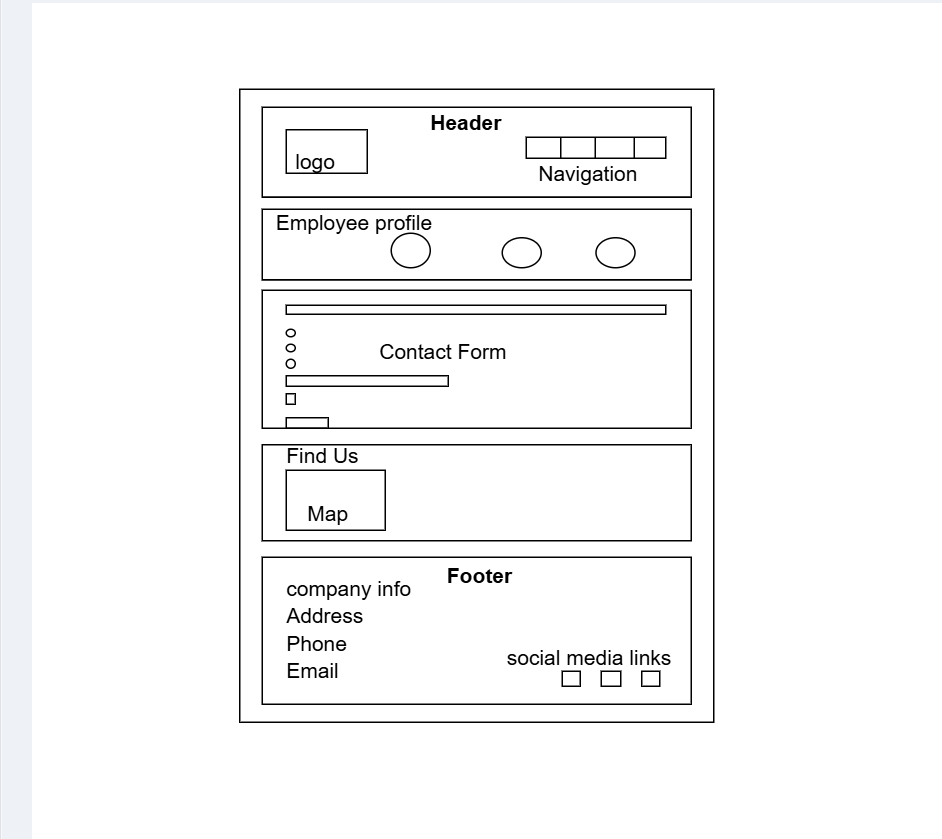 Header
logo
Navigation
Employee profile
Contact Form
Find Us
Map
Footer
company info
Address
Phone
Email
social media links